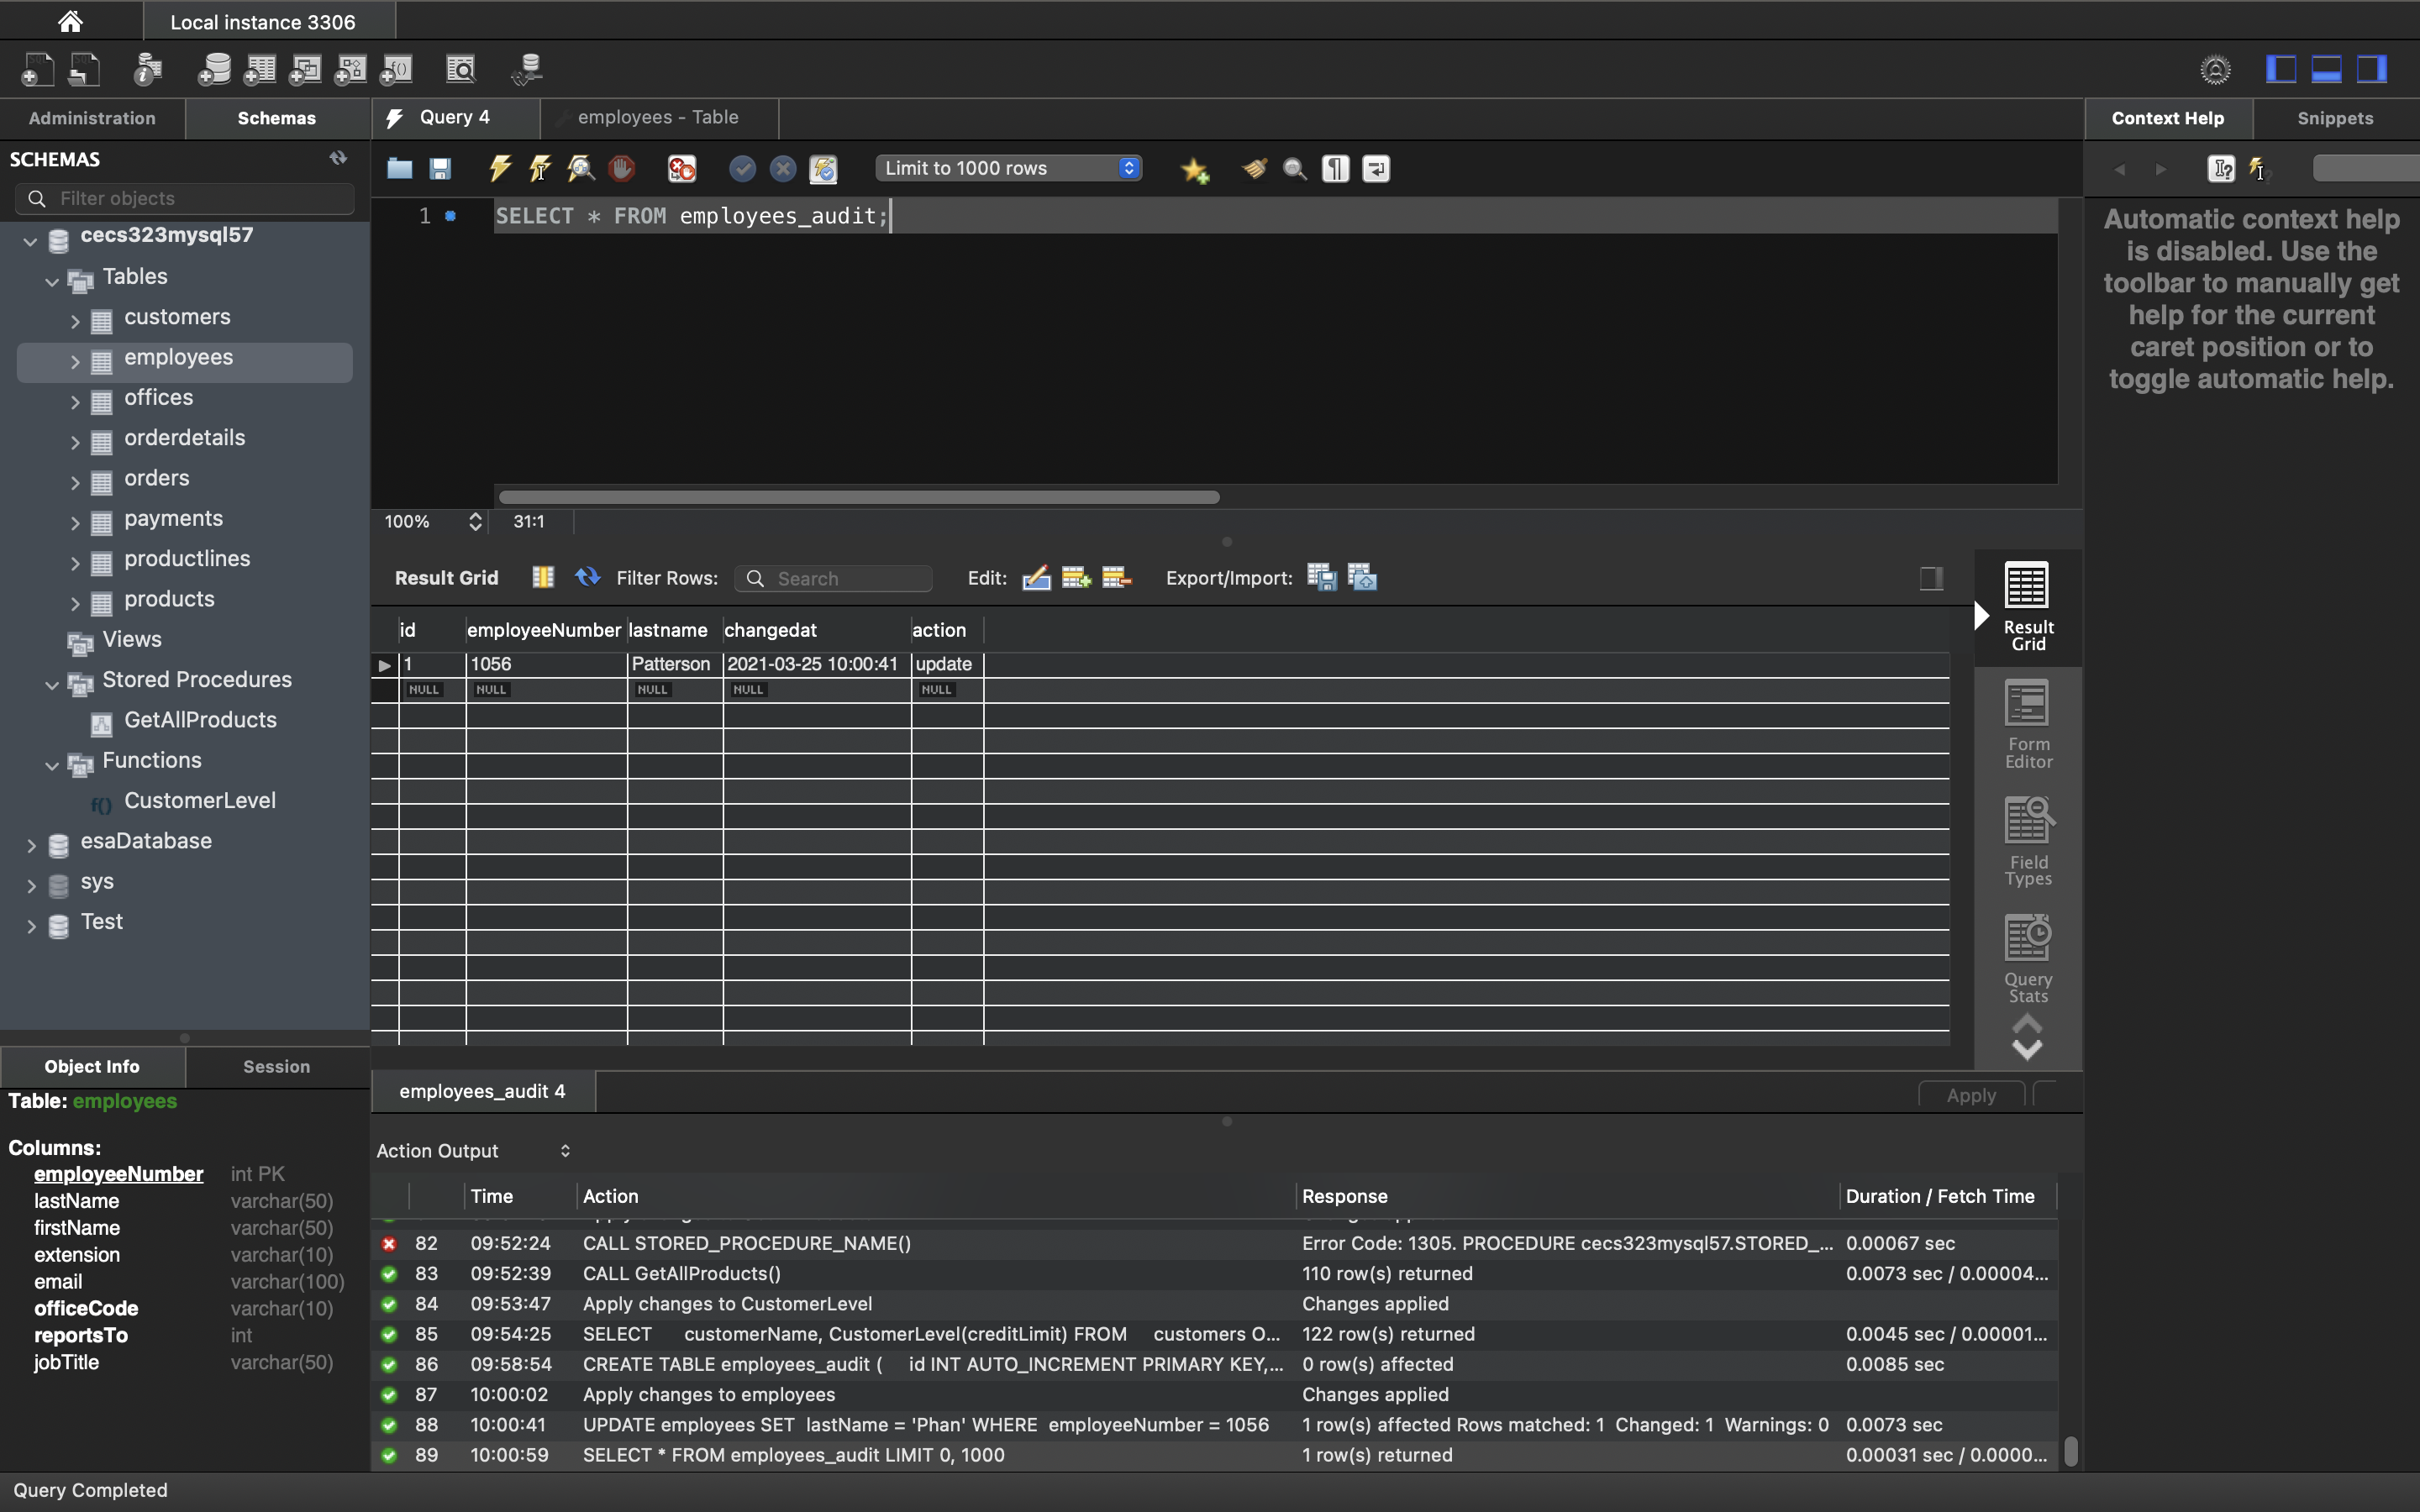 Local instance 3306
Administration
Schemas
Query 4
employees - Table
Context Help
Snippets
SCHEMAS
Filter objects
Limit to 1000 rows
1
SELECT * FROM employees_audit;
Automatic context help
is disabled. Use the
toolbar to manually get
help for the current
caret position or to
toggle automatic help.
cecs323mysql57
Tables
customers
employees
offices
orderdetails
orders
payments
productlines
products
Views
Stored Procedures
GetAllProducts
Functions
f() CustomerLevel
esaDatabase
sys
Test
100%
31:1
Result Grid
Filter Rows:
Search
Edit:
Export/Import:
id employeeNumber lastname changedat action
1 1056 Patterson 2021-03-25 10:00:41 update
NULL NULL NULL NULL NULL
Result
Grid
Form
Editor
Field
Types
Query
Stats
employees_audit 4
Apply
Object Info
Session
Table: employees
Columns:
employeeNumber int PK
lastName varchar(50)
firstName varchar(50)
extension varchar(10)
email varchar(100)
officeCode varchar(10)
reportsTo int
jobTitle varchar(50)
Action Output
Time Action Response Duration / Fetch Time
82 09:52:24 CALL STORED_PROCEDURE_NAME() Error Code: 1305. PROCEDURE cecs323mysql57.STORED_... 0.00067 sec
83 09:52:39 CALL GetAllProducts() 110 row(s) returned 0.0073 sec / 0.00004...
84 09:53:47 Apply changes to CustomerLevel Changes applied
85 09:54:25 SELECT customerName, CustomerLevel(creditLimit) FROM customers O... 122 row(s) returned 0.0045 sec / 0.00001...
86 09:58:54 CREATE TABLE employees_audit ( id INT AUTO_INCREMENT PRIMARY KEY,... 0 row(s) affected 0.0085 sec
87 10:00:02 Apply changes to employees Changes applied
88 10:00:41 UPDATE employees SET lastName = 'Phan' WHERE employeeNumber = 1056 1 row(s) affected Rows matched: 1 Changed: 1 Warnings: 0 0.0073 sec
89 10:00:59 SELECT * FROM employees_audit LIMIT 0, 1000 1 row(s) returned 0.00031 sec / 0.0000...
Query Completed